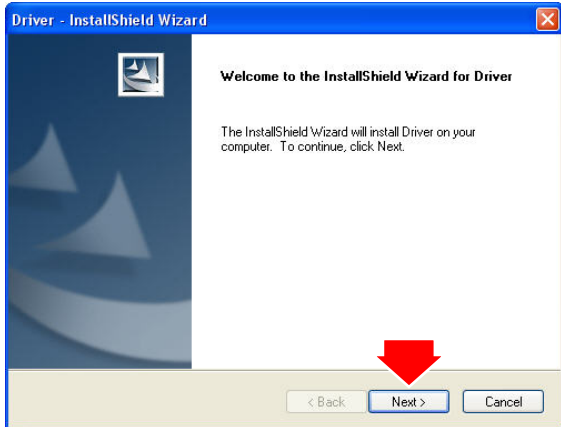 Driver - InstallShield Wizard
Welcome to the InstallShield Wizard for Driver
The InstallShield Wizard will install Driver on your
computer. To continue, click Next.
< Back
Next >
Cancel